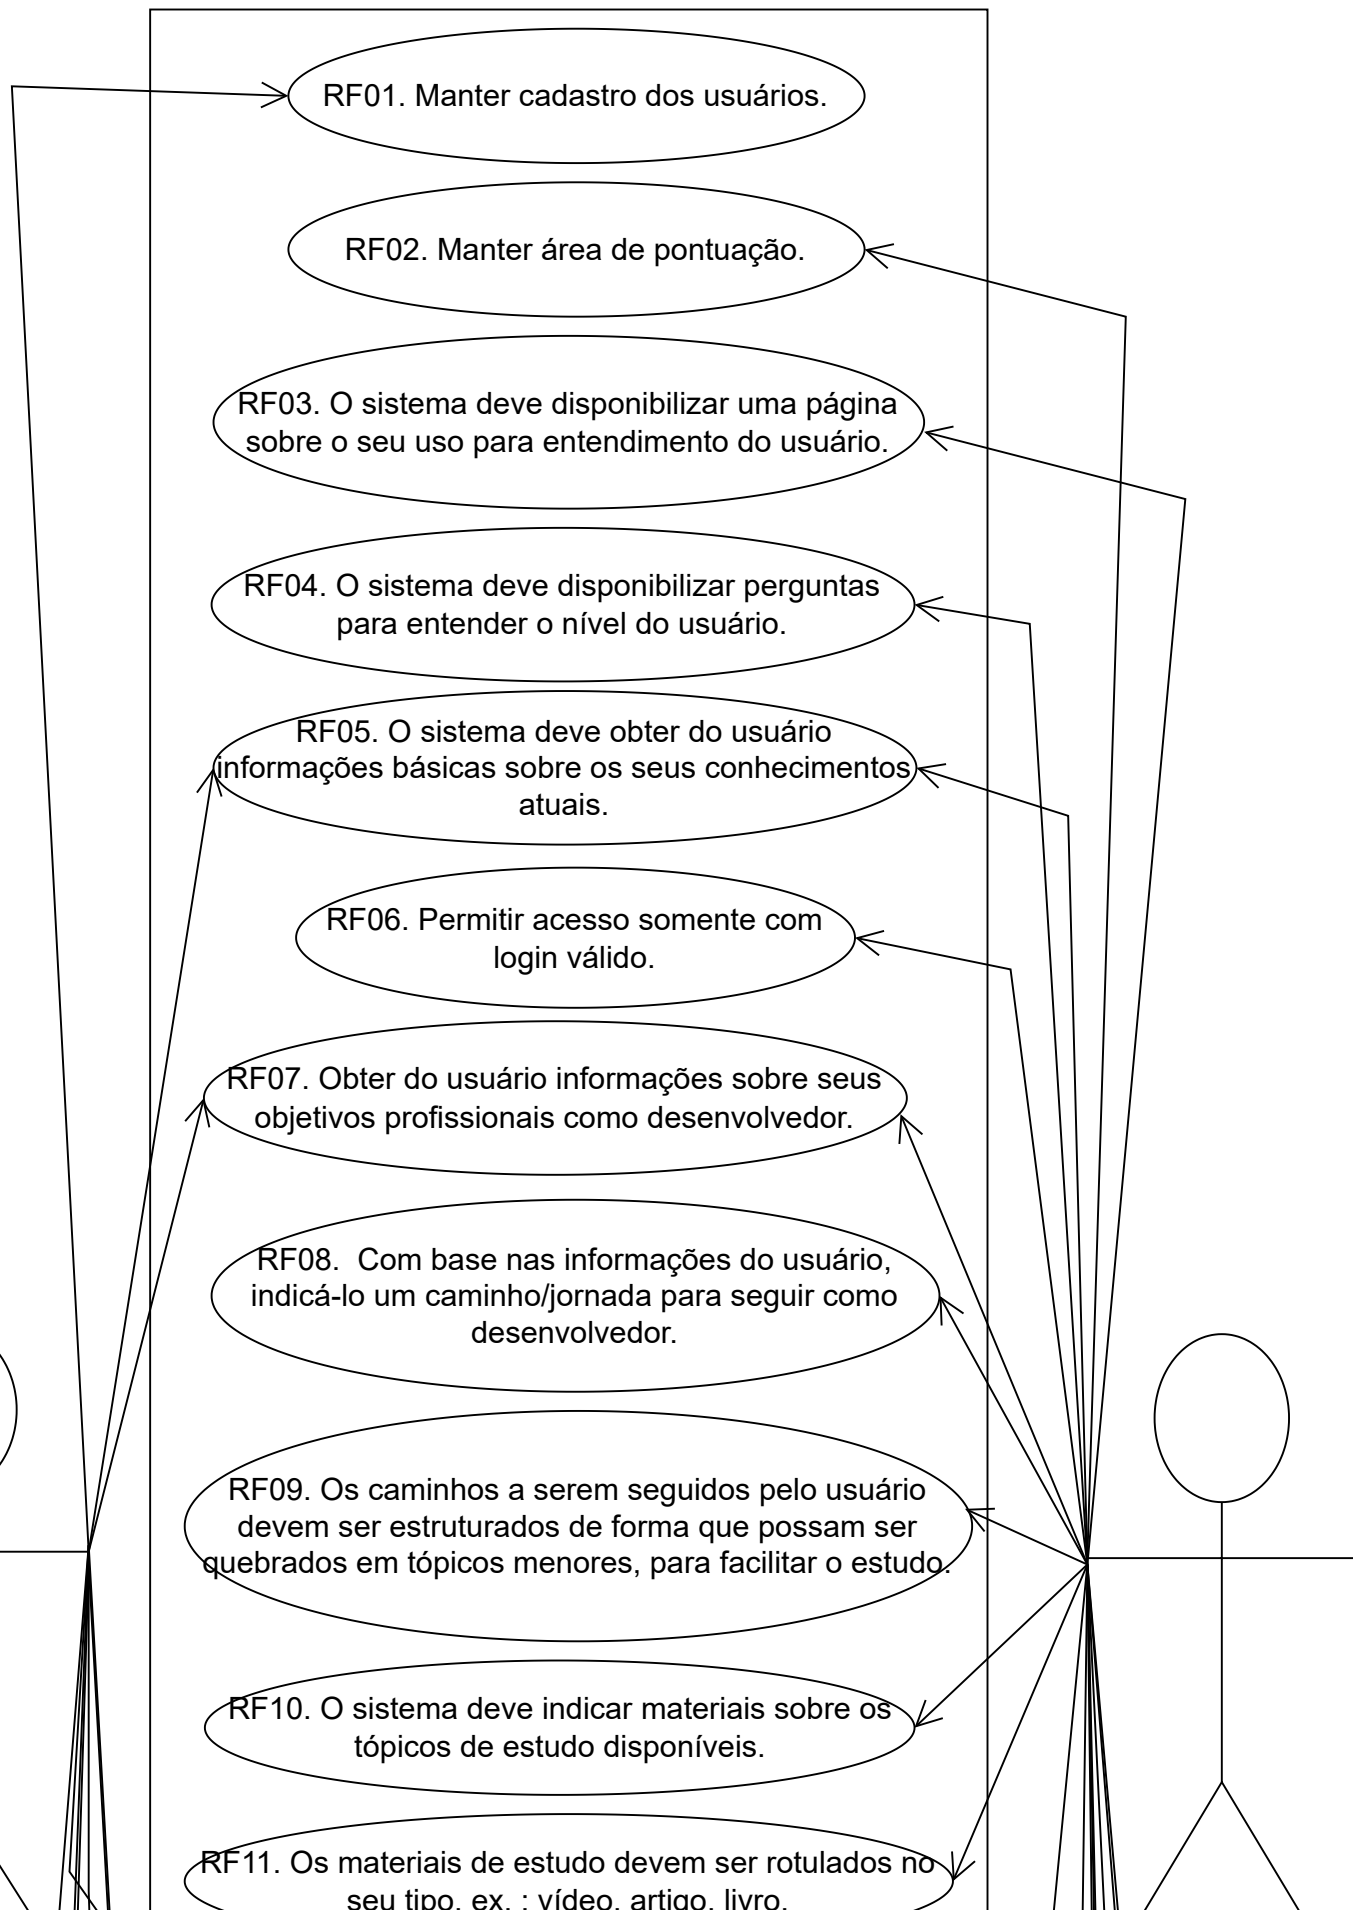 RF01. Manter cadastro dos usuários.
RF02. Manter área de pontuação.
RF03. O sistema deve disponibilizar uma página
sobre o seu uso para entendimento do usuário.
RF04. O sistema deve disponibilizar perguntas
para entender o nível do usuário.
RF05. O sistema deve obter do usuário
informações básicas sobre os seus conhecimentos
atuais.
RF06. Permitir acesso somente com
login válido.
RF07. Obter do usuário informações sobre seus
objetivos profissionais como desenvolvedor.
RF08.  Com base nas informações do usuário,
indicá-lo um caminho/jornada para seguir como
desenvolvedor.
RF09. Os caminhos a serem seguidos pelo usuário
devem ser estruturados de forma que possam ser
quebrados em tópicos menores, para facilitar o estudo.
RF10. O sistema deve indicar materiais sobre os
tópicos de estudo disponíveis.
RF11. Os materiais de estudo devem ser rotulados no
seu tipo, ex. : vídeo, artigo, livro.